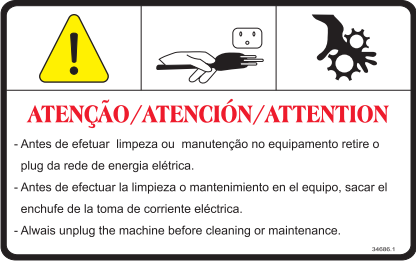 ATENÇÃO/ATENCIÓN/ATTENTION
- Antes de efetuar limpeza ou manutenção no equipamento retire o
plug da rede de energia elétrica.
- Antes de efectuar la limpieza o mantenimiento en el equipo, sacar el
enchufe de la toma de corriente eléctrica.
- Alwais unplug the machine before cleaning or maintenance.
34686.1